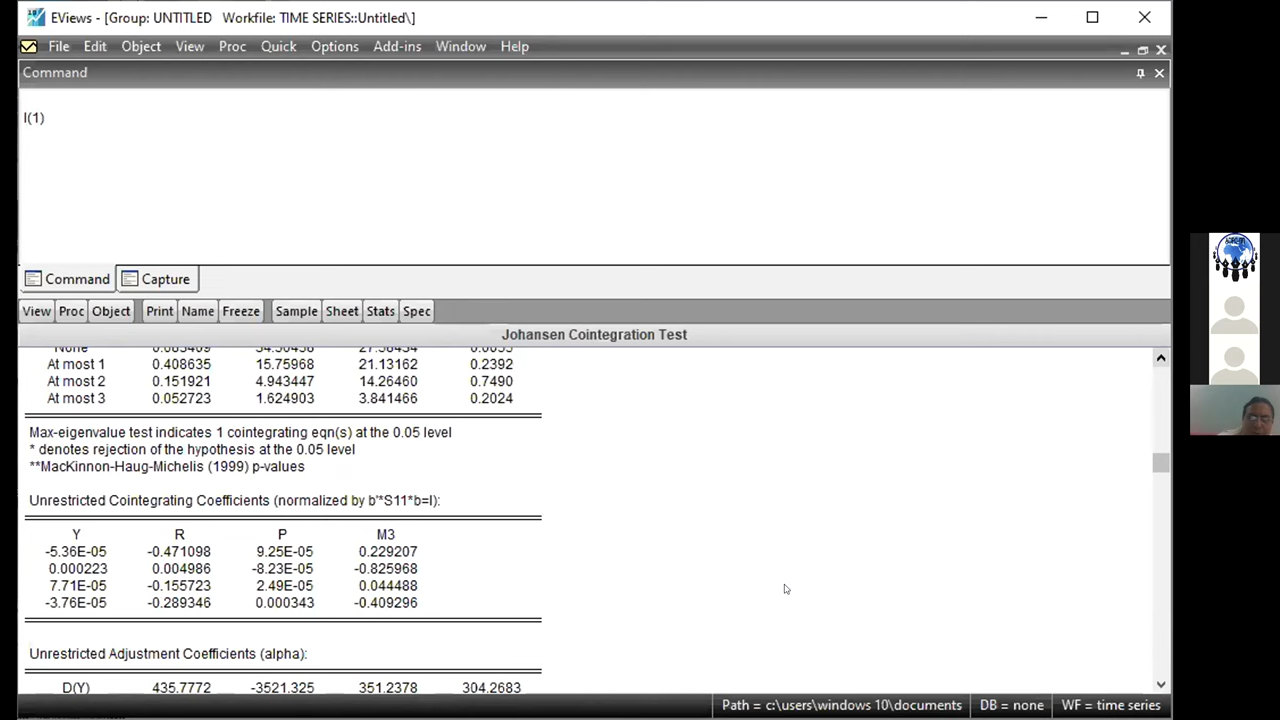 EViews - [Group: UNTITLED Workfile: TIME SERIES::Untitled\]
File Edit Object View Proc Quick Options Add-ins Window Help
Command
I(1)
Command Capture
View Proc Object Print Name Freeze Sample Sheet Stats Spec
Johansen Cointegration Test
None
At most 1 0.408635 15.75968 21.13162 0.2392
At most 2 0.151921 4.943447 14.26460 0.7490
At most 3 0.052723 1.624903 3.841466 0.2024
Max-eigenvalue test indicates 1 cointegrating eqn(s) at the 0.05 level
* denotes rejection of the hypothesis at the 0.05 level
**MacKinnon-Haug-Michelis (1999) p-values
Unrestricted Cointegrating Coefficients (normalized by b'*S11*b=I):
Y R P M3
-5.36E-05 -0.471098 9.25E-05 0.229207
0.000223 0.004986 -8.23E-05 -0.825968
7.71E-05 -0.155723 2.49E-05 0.044488
-3.76E-05 -0.289346 0.000343 -0.409296
Unrestricted Adjustment Coefficients (alpha):
D(Y) 435.7772 -3521.325 351.2378 304.2683
Path = c:\users\windows 10\documents DB = none WF = time series